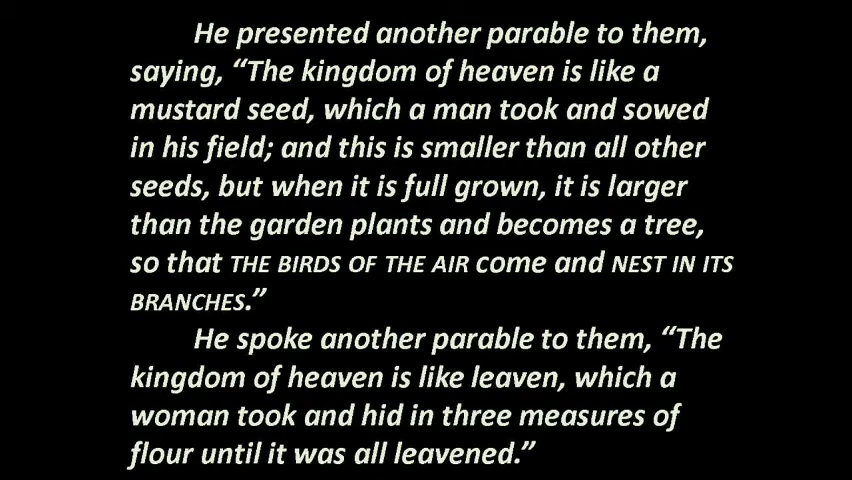 He presented another parable to them,
saying, “The kingdom of heaven is like a
mustard seed, which a man took and sowed
in his field; and this is smaller than all other
seeds, but when it is full grown, it is larger
than the garden plants and becomes a tree,
so that THE BIRDS OF THE AIR come and NEST IN ITS
BRANCHES.”
He spoke another parable to them, “The
kingdom of heaven is like leaven, which a
woman took and hid in three measures of
flour until it was all leavened.”